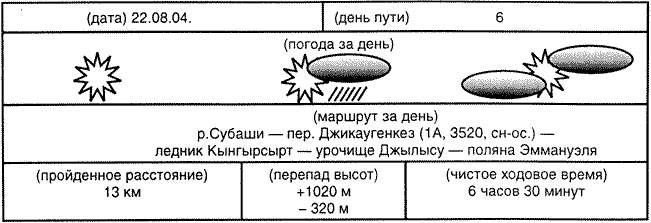 (дата) 22.08.04. (день пути) 6
(погода за день)
(маршрут за день)
р.Субаши — пер. Джикаугенкез (1А, 3520, сн-ос.) —
ледник Кынгырсырт — урочище Джылысу — поляна Эммануэля
(пройденное расстояние) (перепад высот) (чистое ходовое время)
13 км +1020 м 6 часов 30 минут
– 320 м